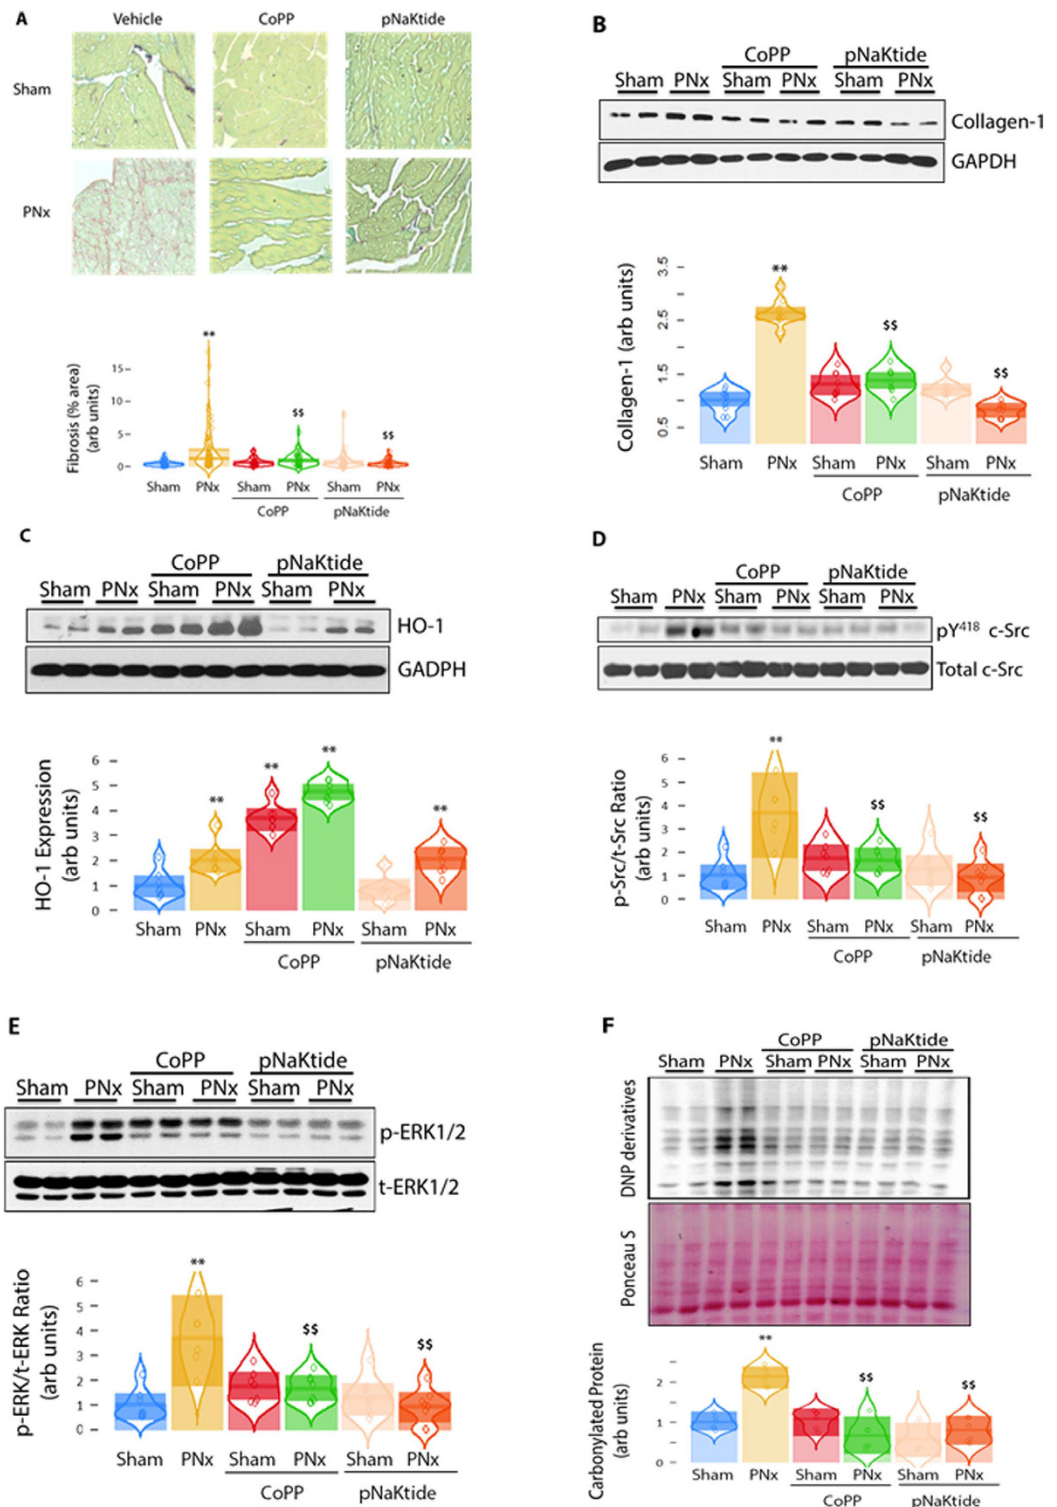 A
Vehicle CoPP pNaKtide
Sham
PNx
**
$$
$$
Fibrosis (% area)
(arb units)
15
10
5
0
Sham PNx Sham PNx Sham PNx
CoPP pNaKtide
B
CoPP pNaKtide
Sham PNx Sham PNx Sham PNx
Collagen-1
GAPDH
Collagen-1 (arb units)
3.5
2.5
1.5
0.5
**
$$
$$
Sham PNx Sham PNx Sham PNx
CoPP pNaKtide
C
CoPP pNaKtide
Sham PNx Sham PNx Sham PNx
HO-1
GADPH
HO-1 Expression
(arb units)
6
5
4
3
2
1
0
**
**
**
**
Sham PNx Sham PNx Sham PNx
CoPP pNaKtide
D
CoPP pNaKtide
Sham PNx Sham PNx Sham PNx
pY418 c-Src
Total c-Src
p-Src/t-Src Ratio
(arb units)
6
5
4
3
2
1
0
**
$$
$$
Sham PNx Sham PNx Sham PNx
CoPP pNaKtide
E
CoPP pNaKtide
Sham PNx Sham PNx Sham PNx
p-ERK1/2
t-ERK1/2
p-ERK/t-ERK Ratio
(arb units)
6
5
4
3
2
1
0
**
$$
$$
Sham PNx Sham PNx Sham PNx
CoPP pNaKtide
F
CoPP pNaKtide
Sham PNx Sham PNx Sham PNx
DNP derivatives
Ponceau S
Carbonylated Protein
(arb units)
2
1
0
**
$$
$$
Sham PNx Sham PNx Sham PNx
CoPP pNaKtide